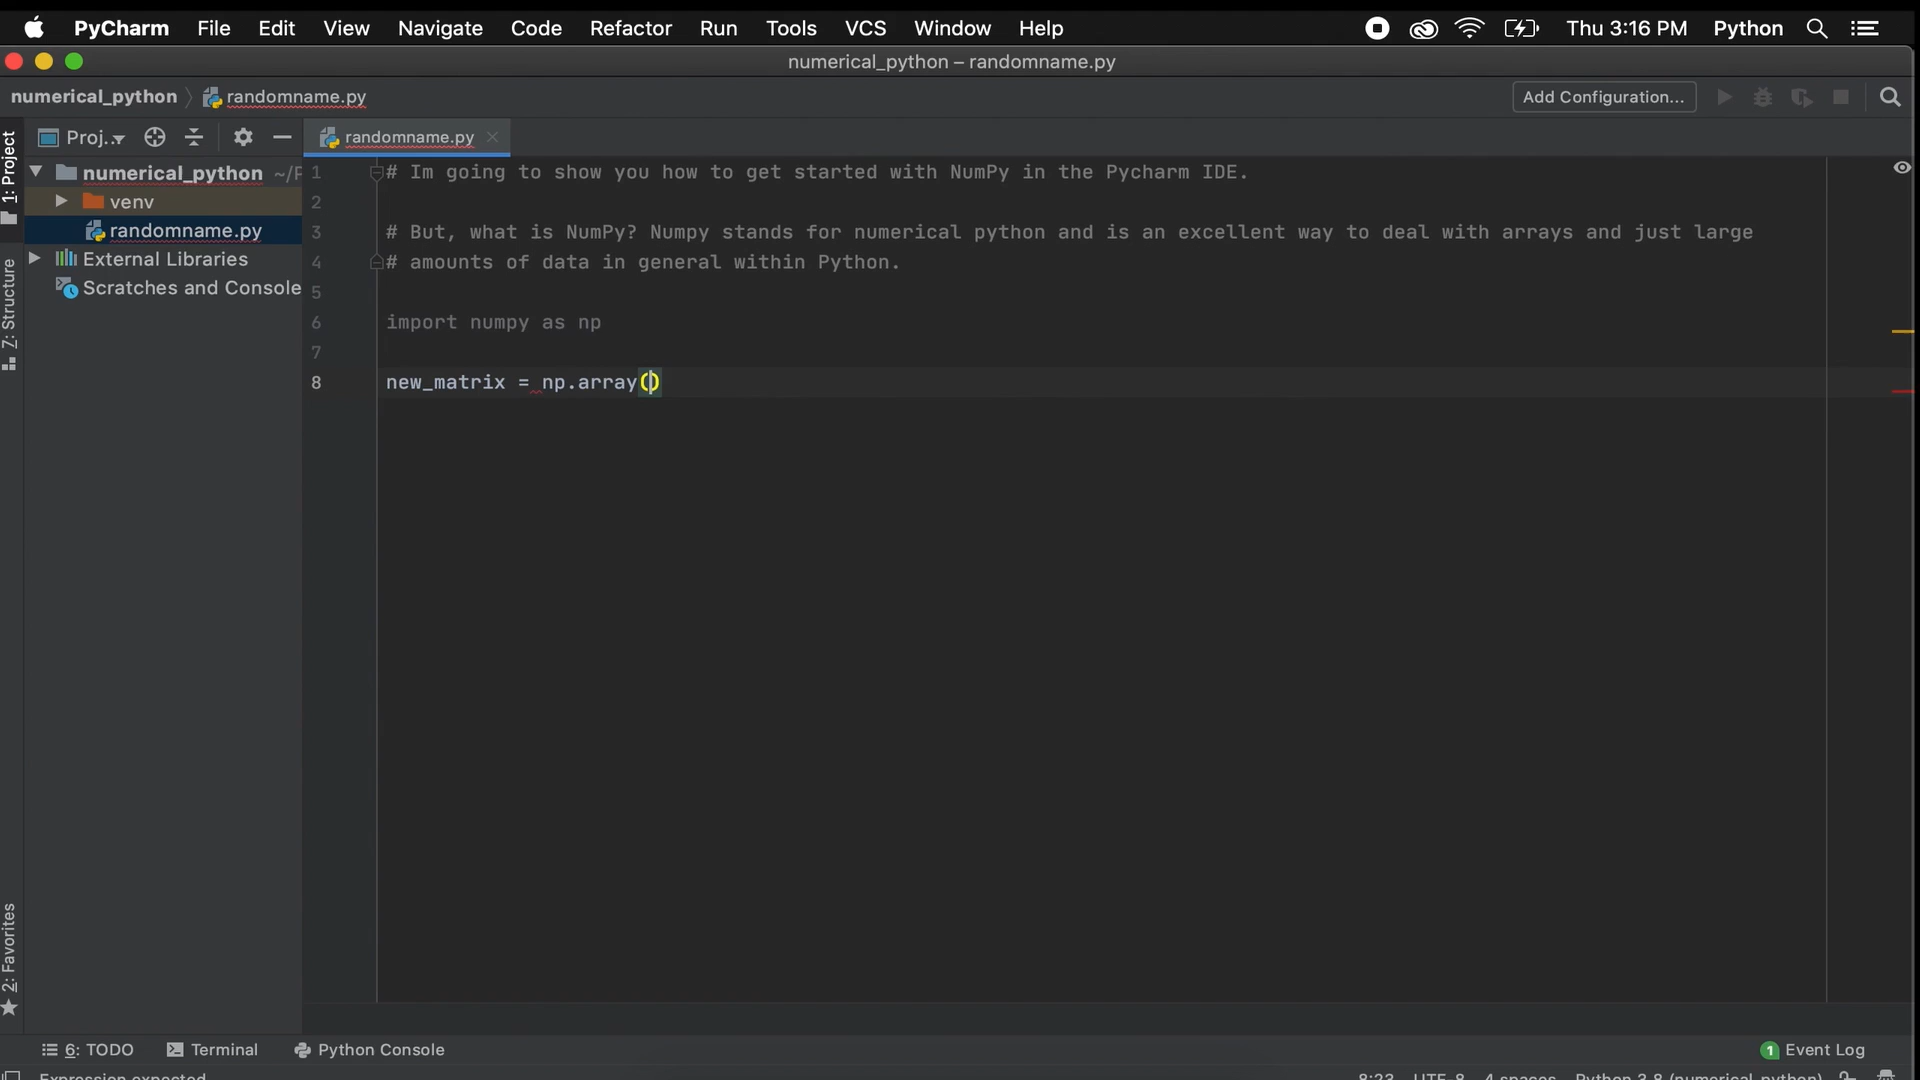 PyCharm File Edit View Navigate Code Refactor Run Tools VCS Window Help Thu 3:16 PM Python
numerical_python – randomname.py
numerical_python randomname.py Add Configuration...
1: Project
Proj...
randomname.py
numerical_python ~/P
venv
randomname.py
External Libraries
Scratches and Console
7: Structure
2: Favorites
1 # Im going to show you how to get started with NumPy in the Pycharm IDE.
2
3 # But, what is NumPy? Numpy stands for numerical python and is an excellent way to deal with arrays and just large
4 # amounts of data in general within Python.
5
6 import numpy as np
7
8 new_matrix = np.array()
6: TODO Terminal Python Console 1 Event Log
Expression expected 8:23 UTF-8 4 spaces Python 3.8 (numerical_python)